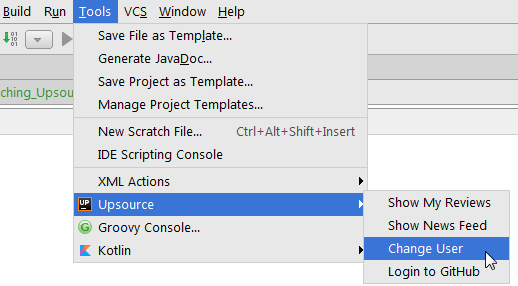 Build Run Tools VCS Window Help
Save File as Template...
Generate JavaDoc...
ching_Upsou
Save Project as Template...
Manage Project Templates...
New Scratch File... Ctrl+Alt+Shift+Insert
IDE Scripting Console
XML Actions
UP Upsource
Show My Reviews
Groovy Console...
Show News Feed
Kotlin
Change User
Login to GitHub